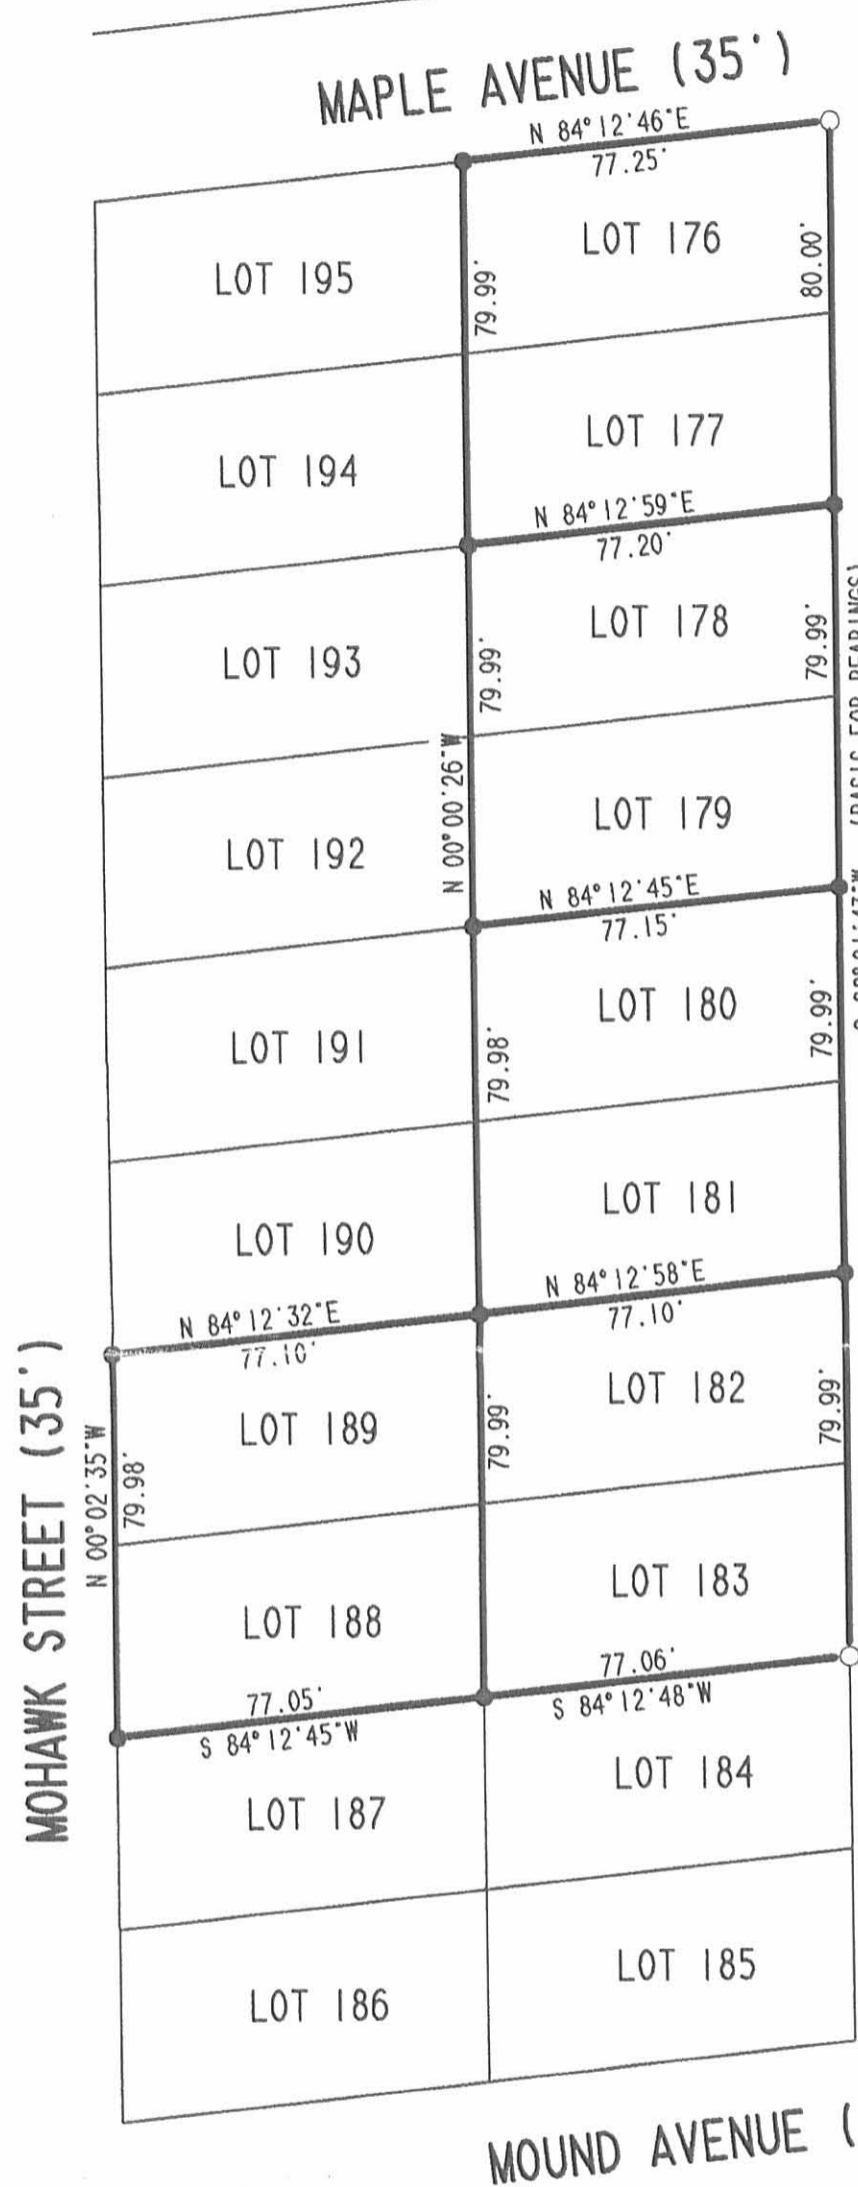 MAPLE AVENUE (35')
N 84°12'46"E
77.25'
LOT 195
79.99'
LOT 176
80.00'
LOT 194
LOT 177
N 84°12'59"E
77.20'
LOT 193
79.99'
LOT 178
79.99'
(BASIS FOR BEARINGS)
N 00°00'26"W
LOT 192
LOT 179
N 84°12'45"E
77.15'
LOT 191
79.98'
LOT 180
79.99'
LOT 190
LOT 181
N 84°12'32"E
77.10'
N 84°12'58"E
77.10'
MOHAWK STREET (35')
N 00°02'35"W
79.98'
LOT 189
79.99'
LOT 182
79.99'
LOT 188
LOT 183
77.05'
S 84°12'45"W
77.06'
S 84°12'48"W
LOT 187
LOT 184
LOT 186
LOT 185
MOUND AVENUE (